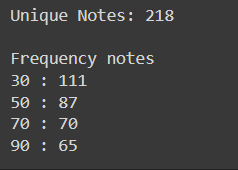 Unique Notes: 218

Frequency notes
30 : 111
50 : 87
70 : 70
90 : 65